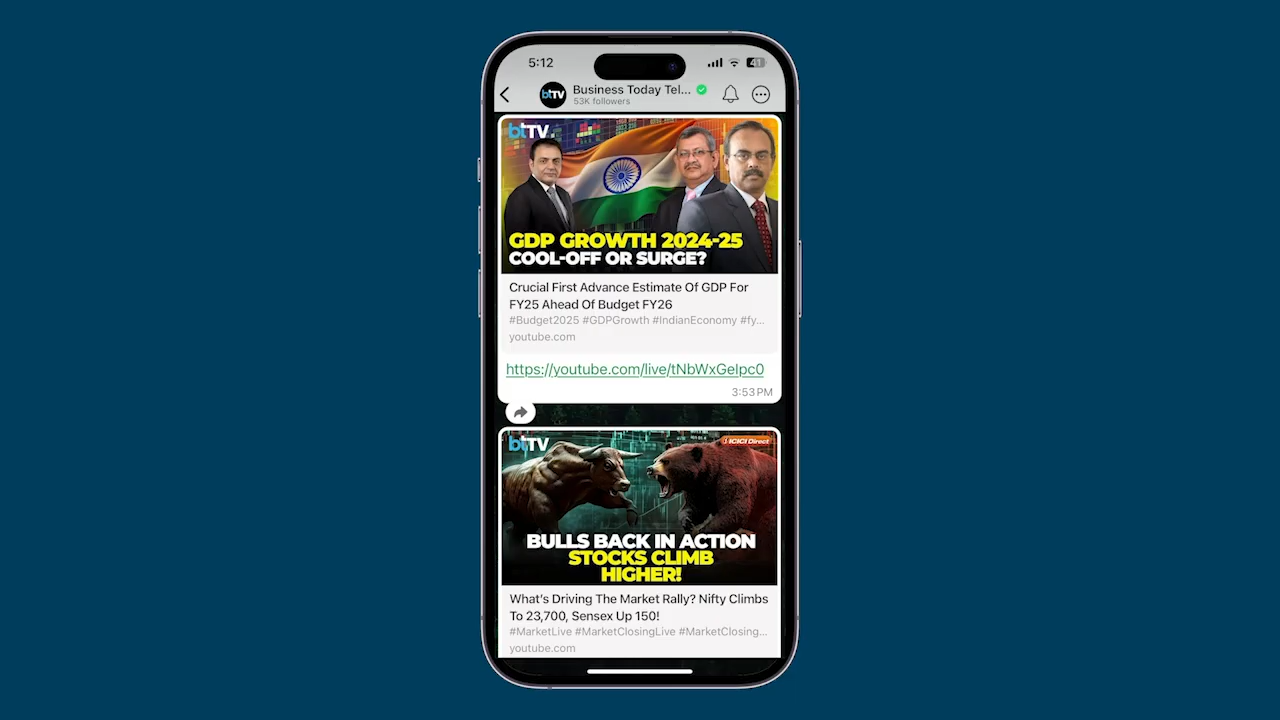 5:12
41
btTV
Business Today Tel...
53K followers
btTV
GDP GROWTH 2024-25
COOL-OFF OR SURGE?
Crucial First Advance Estimate Of GDP For
FY25 Ahead Of Budget FY26
#Budget2025 #GDPGrowth #IndianEconomy #fy...
youtube.com
https://youtube.com/live/tNbWxGeIpc0
3:53 PM
btTV
ICICI Direct
BULLS BACK IN ACTION
STOCKS CLIMB
HIGHER!
What's Driving The Market Rally? Nifty Climbs
To 23,700, Sensex Up 150!
#MarketLive #MarketClosingLive #MarketClosing...
youtube.com